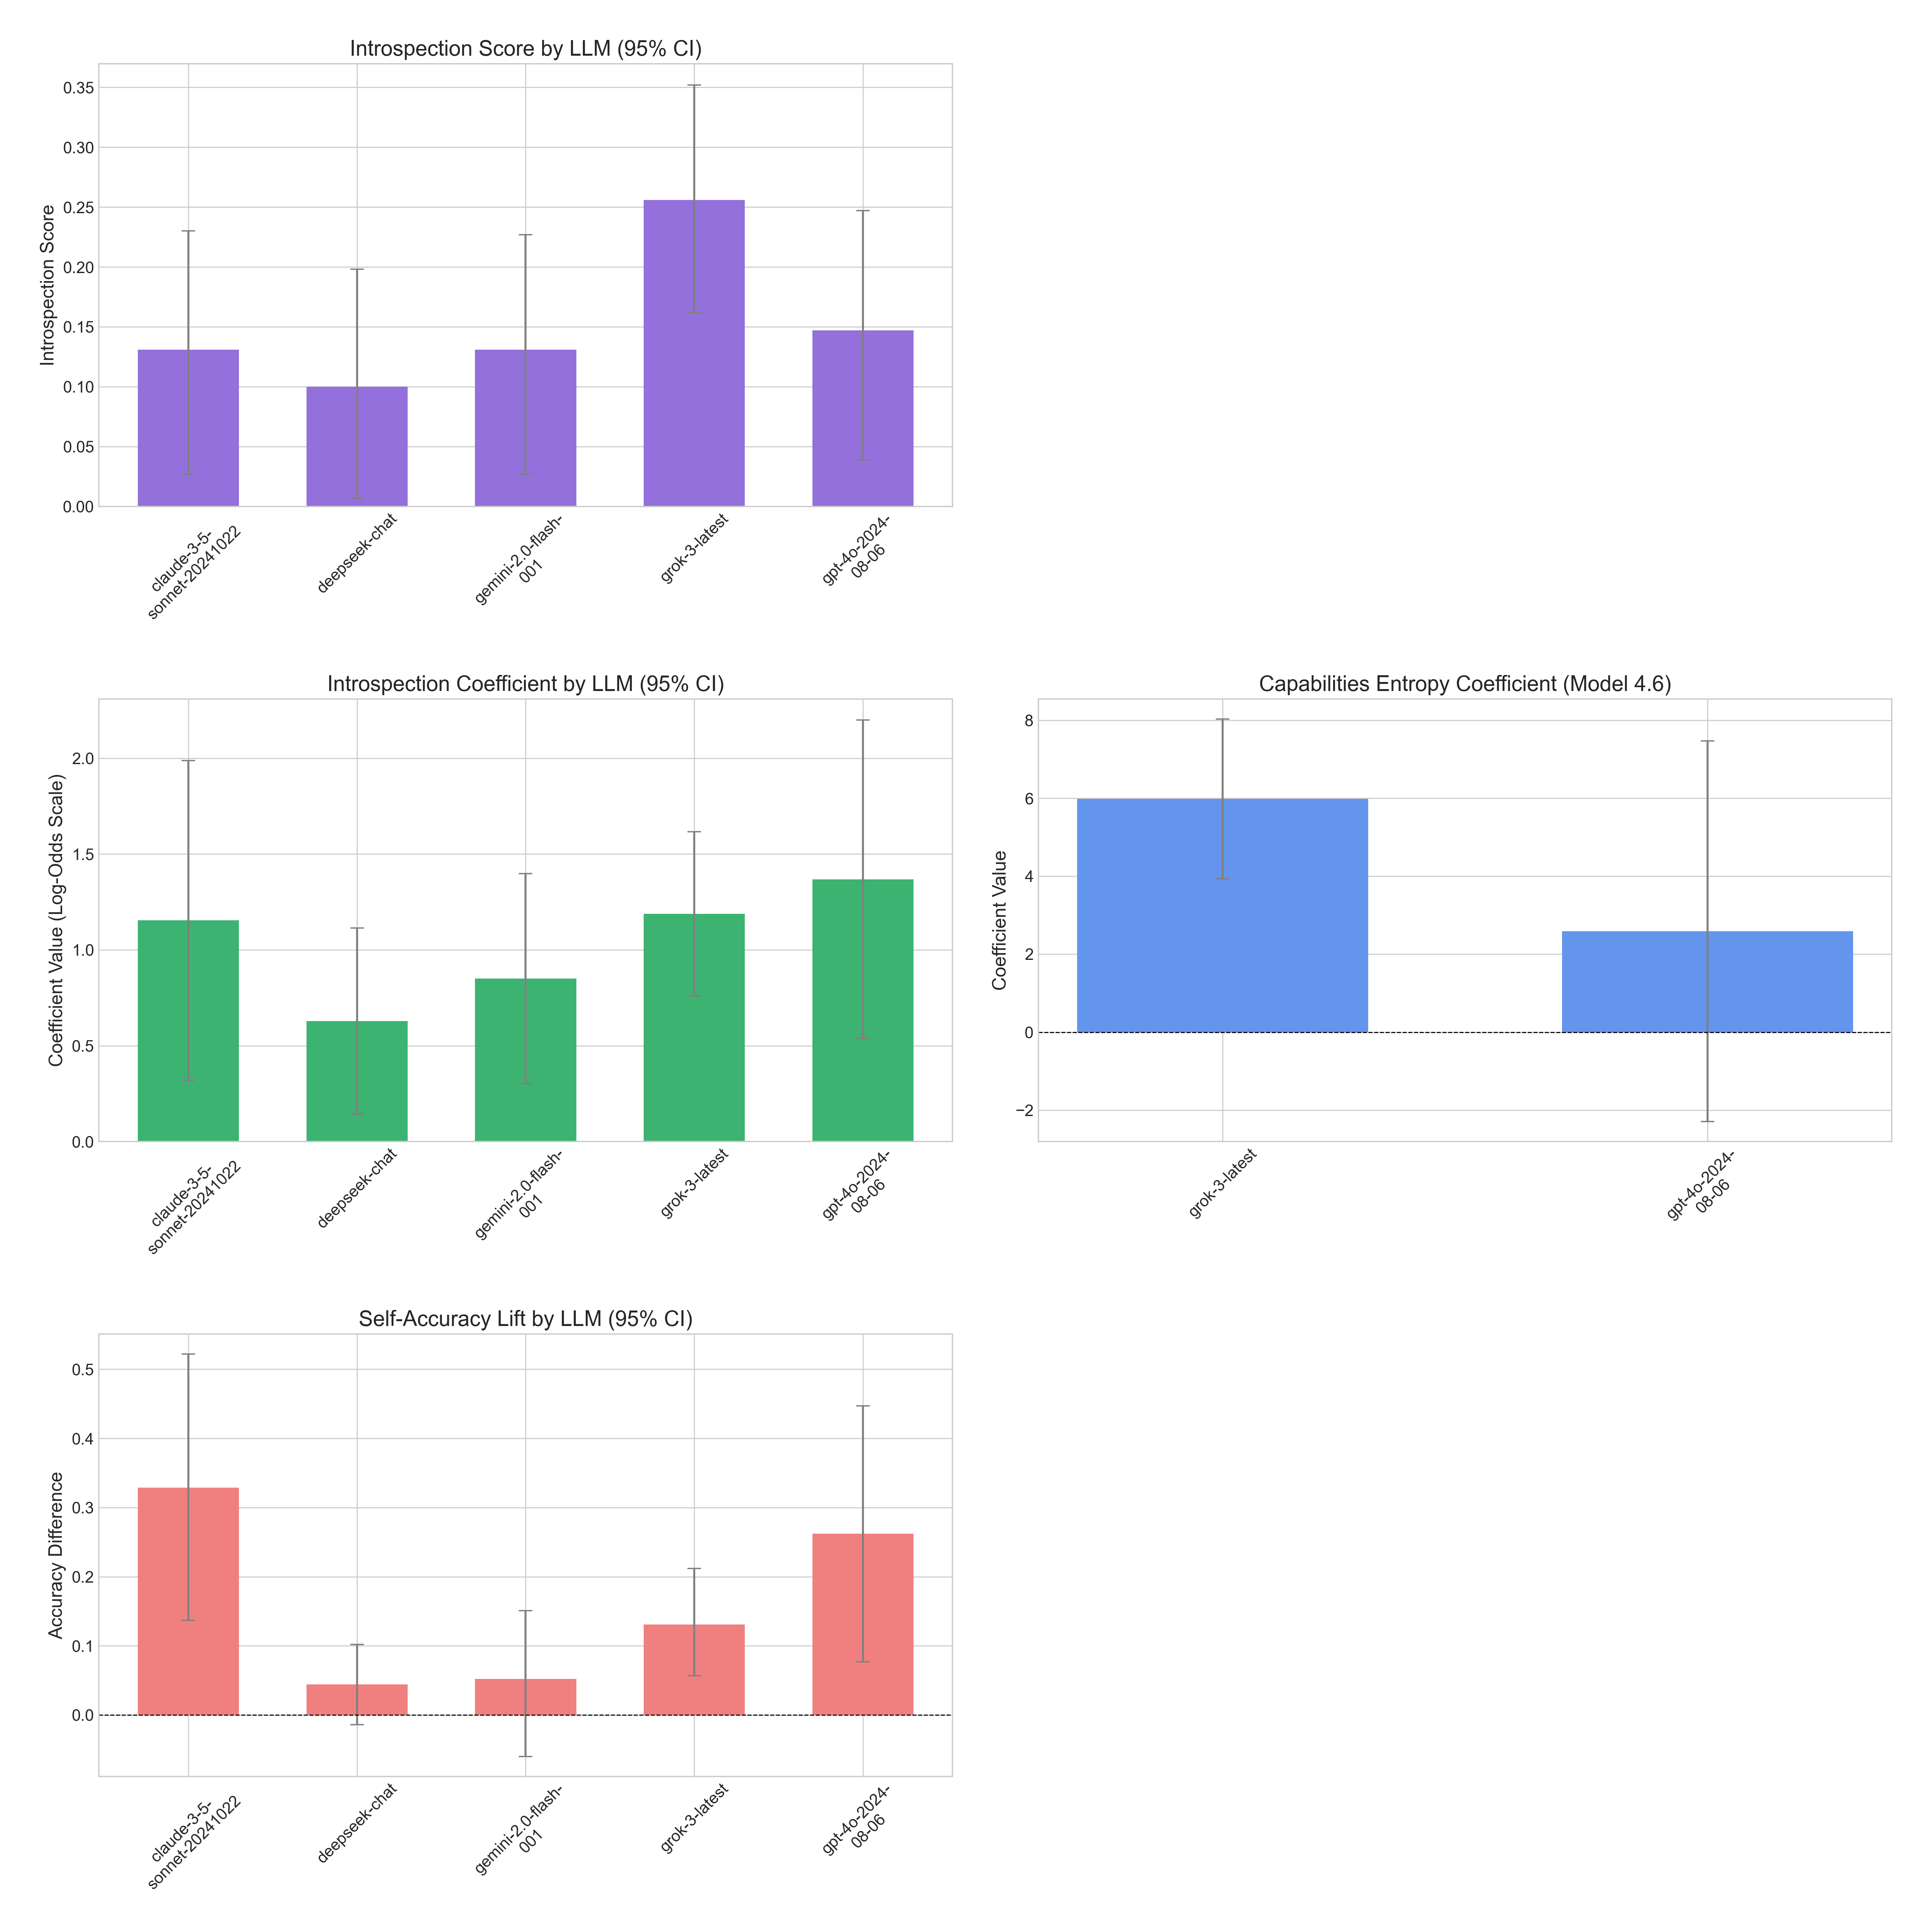 Introspection Score by LLM (95% CI)
Introspection Score
0.35
0.30
0.25
0.20
0.15
0.10
0.05
0.00
claude-3-5-
sonnet-20241022
deepseek-chat
gemini-2.0-flash-
001
grok-3-latest
gpt-4o-2024-
08-06
Introspection Coefficient by LLM (95% CI)
Coefficient Value (Log-Odds Scale)
2.0
1.5
1.0
0.5
0.0
claude-3-5-
sonnet-20241022
deepseek-chat
gemini-2.0-flash-
001
grok-3-latest
gpt-4o-2024-
08-06
Capabilities Entropy Coefficient (Model 4.6)
Coefficient Value
8
6
4
2
0
−2
grok-3-latest
gpt-4o-2024-
08-06
Self-Accuracy Lift by LLM (95% CI)
Accuracy Difference
0.5
0.4
0.3
0.2
0.1
0.0
claude-3-5-
sonnet-20241022
deepseek-chat
gemini-2.0-flash-
001
grok-3-latest
gpt-4o-2024-
08-06